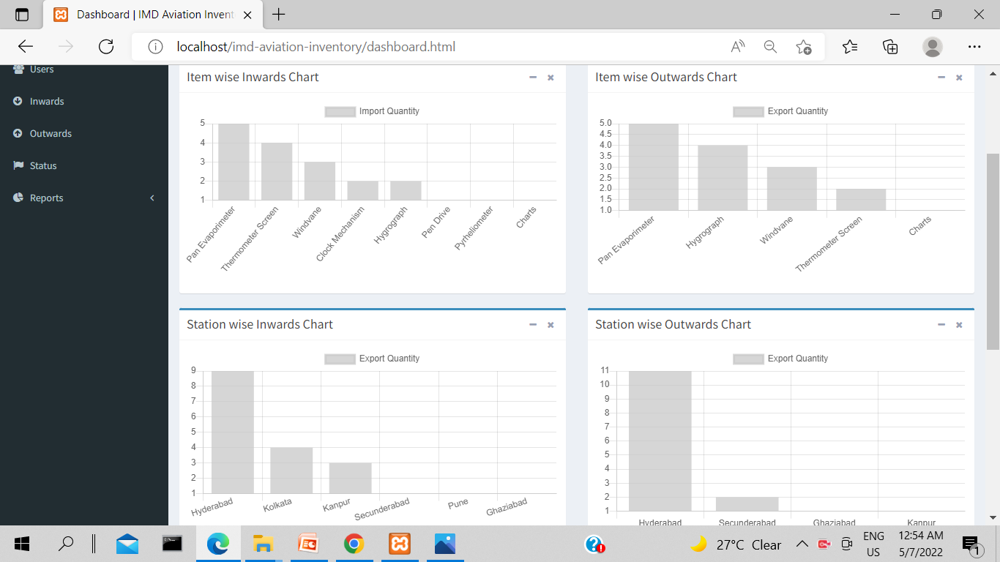 Dashboard | IMD Aviation Invent
localhost/imd-aviation-inventory/dashboard.html
Users
Inwards
Outwards
Status
Reports
Item wise Inwards Chart
Import Quantity
5
4
3
2
1
Pan Evaporimeter
Thermometer Screen
Windvane
Clock Mechanism
Hygrograph
Pen Drive
Pyrheliometer
Charts
Item wise Outwards Chart
Export Quantity
5.0
4.5
4.0
3.5
3.0
2.5
2.0
1.5
1.0
Pan Evaporimeter
Hygrograph
Windvane
Thermometer Screen
Charts
Station wise Inwards Chart
Export Quantity
9
8
7
6
5
4
3
2
1
Hyderabad
Kolkata
Kanpur
Secunderabad
Pune
Ghaziabad
Station wise Outwards Chart
Export Quantity
11
10
9
8
7
6
5
4
3
2
1
Hyderabad
Secunderabad
Ghaziabad
Kanpur
27°C Clear
ENG
US
12:54 AM
5/7/2022
1